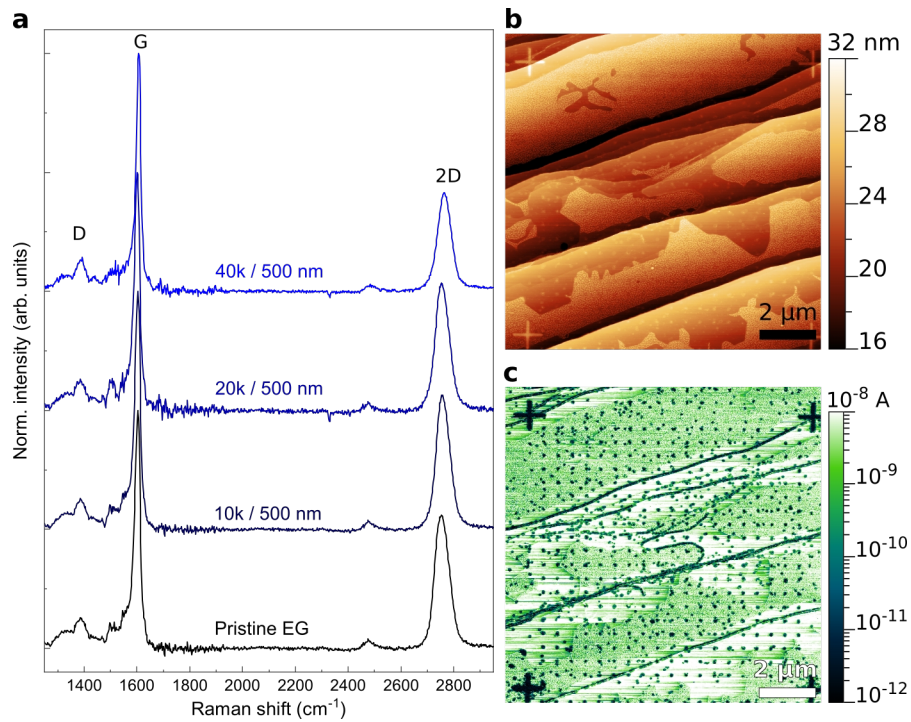 a
G
D
2D
40k / 500 nm
20k / 500 nm
10k / 500 nm
Pristine EG
Norm. intensity (arb. units)
1400 1600 1800 2000 2200 2400 2600 2800
Raman shift (cm⁻¹)
b
32 nm
28
24
20
16
2 µm
c
10⁻⁸ A
10⁻⁹
10⁻¹⁰
10⁻¹¹
10⁻¹²
2 µm